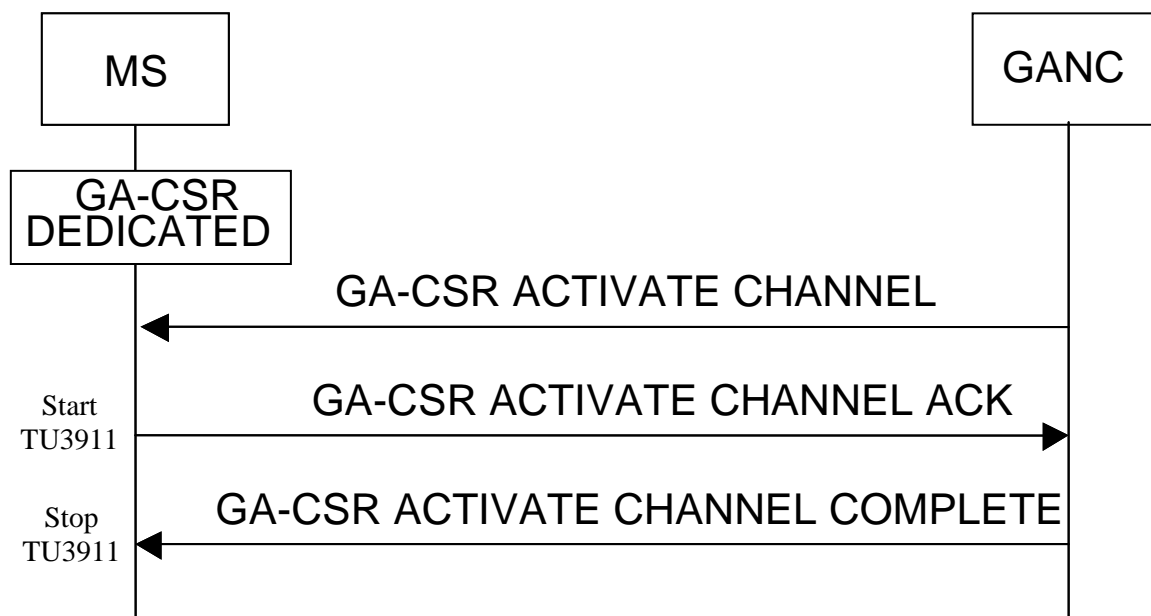 MS
GANC
GA-CSR
DEDICATED
GA-CSR ACTIVATE CHANNEL
GA-CSR ACTIVATE CHANNEL ACK
Start
TU3911
GA-CSR ACTIVATE CHANNEL COMPLETE
Stop
TU3911